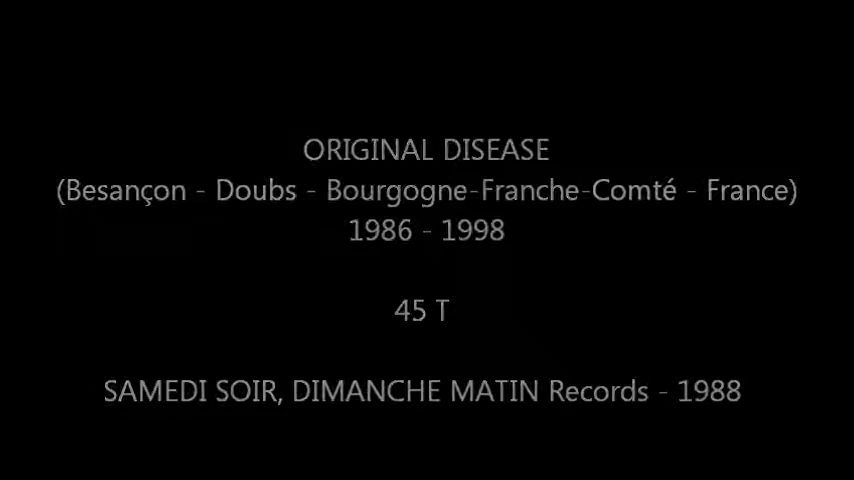 ORIGINAL DISEASE
(Besançon - Doubs - Bourgogne-Franche-Comté - France)
1986 - 1998
45 T
SAMEDI SOIR, DIMANCHE MATIN Records - 1988